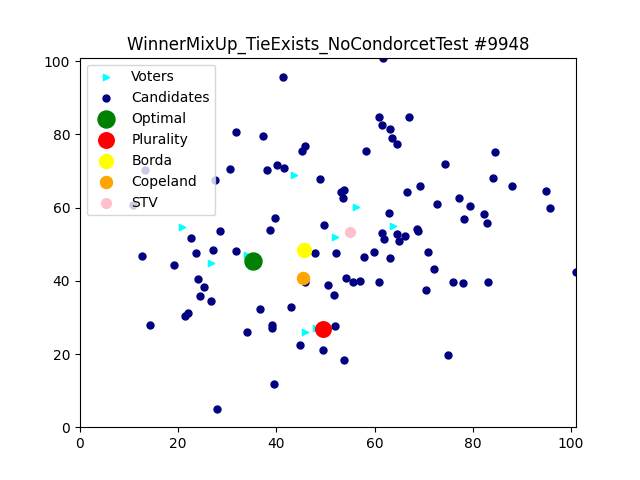 WinnerMixUp_TieExists_NoCondorcetTest #9948
100
80
60
40
20
0
Voters
Candidates
Optimal
Plurality
Borda
Copeland
STV
0 20 40 60 80 100